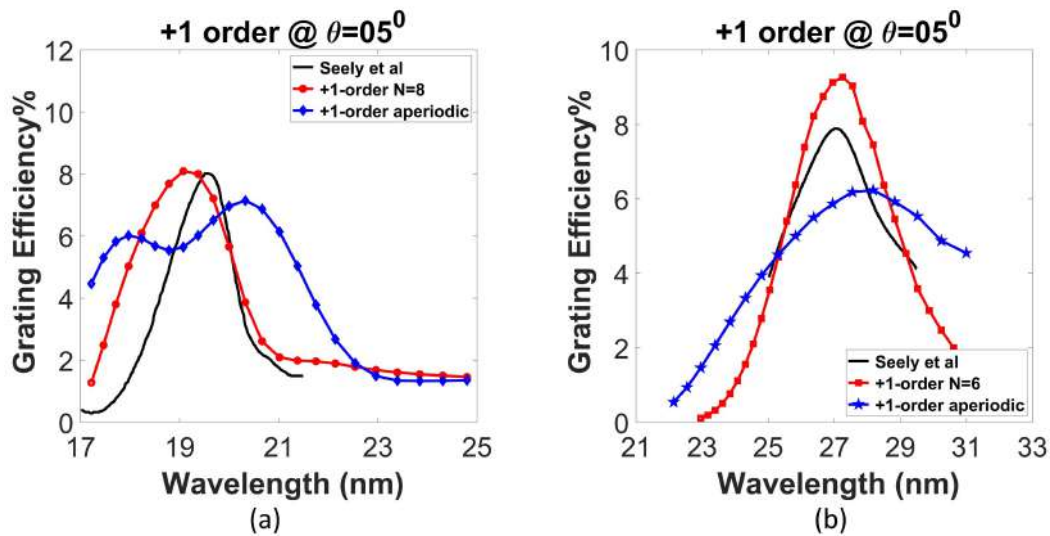 +1 order @ θ=05⁰
12
10
8
6
4
2
0
Grating Efficiency%
Seely et al
+1-order N=8
+1-order aperiodic
17 19 21 23 25
Wavelength (nm)
(a)
+1 order @ θ=05⁰
10
8
6
4
2
0
Grating Efficiency%
Seely et al
+1-order N=6
+1-order aperiodic
21 23 25 27 29 31 33
Wavelength (nm)
(b)